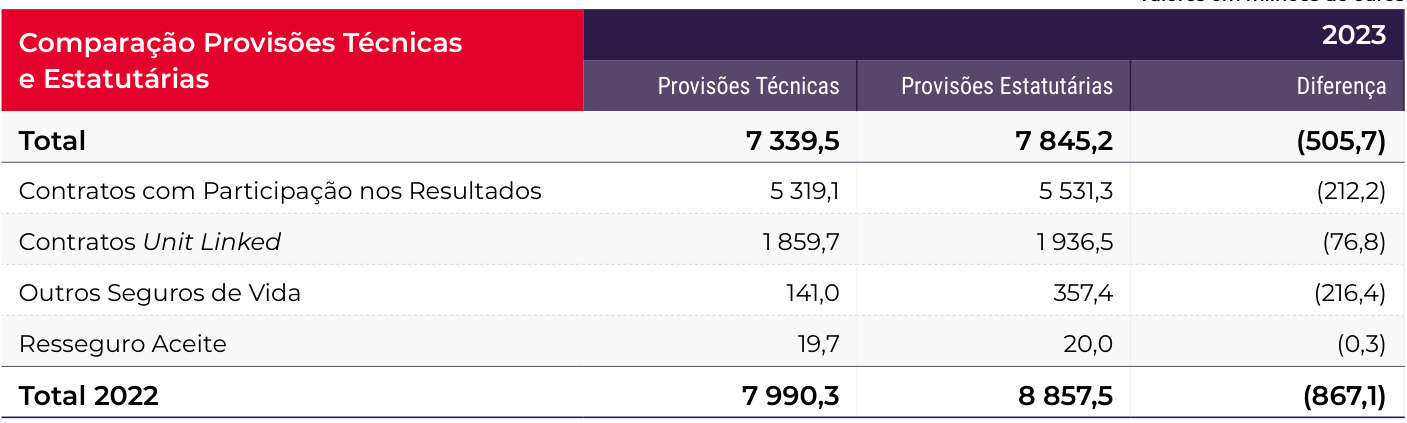 Comparação Provisões Técnicas
e Estatutárias
2023
Provisões Técnicas Provisões Estatutárias Diferença
Total 7 339,5 7 845,2 (505,7)
Contratos com Participação nos Resultados 5 319,1 5 531,3 (212,2)
Contratos Unit Linked 1 859,7 1 936,5 (76,8)
Outros Seguros de Vida 141,0 357,4 (216,4)
Resseguro Aceite 19,7 20,0 (0,3)
Total 2022 7 990,3 8 857,5 (867,1)